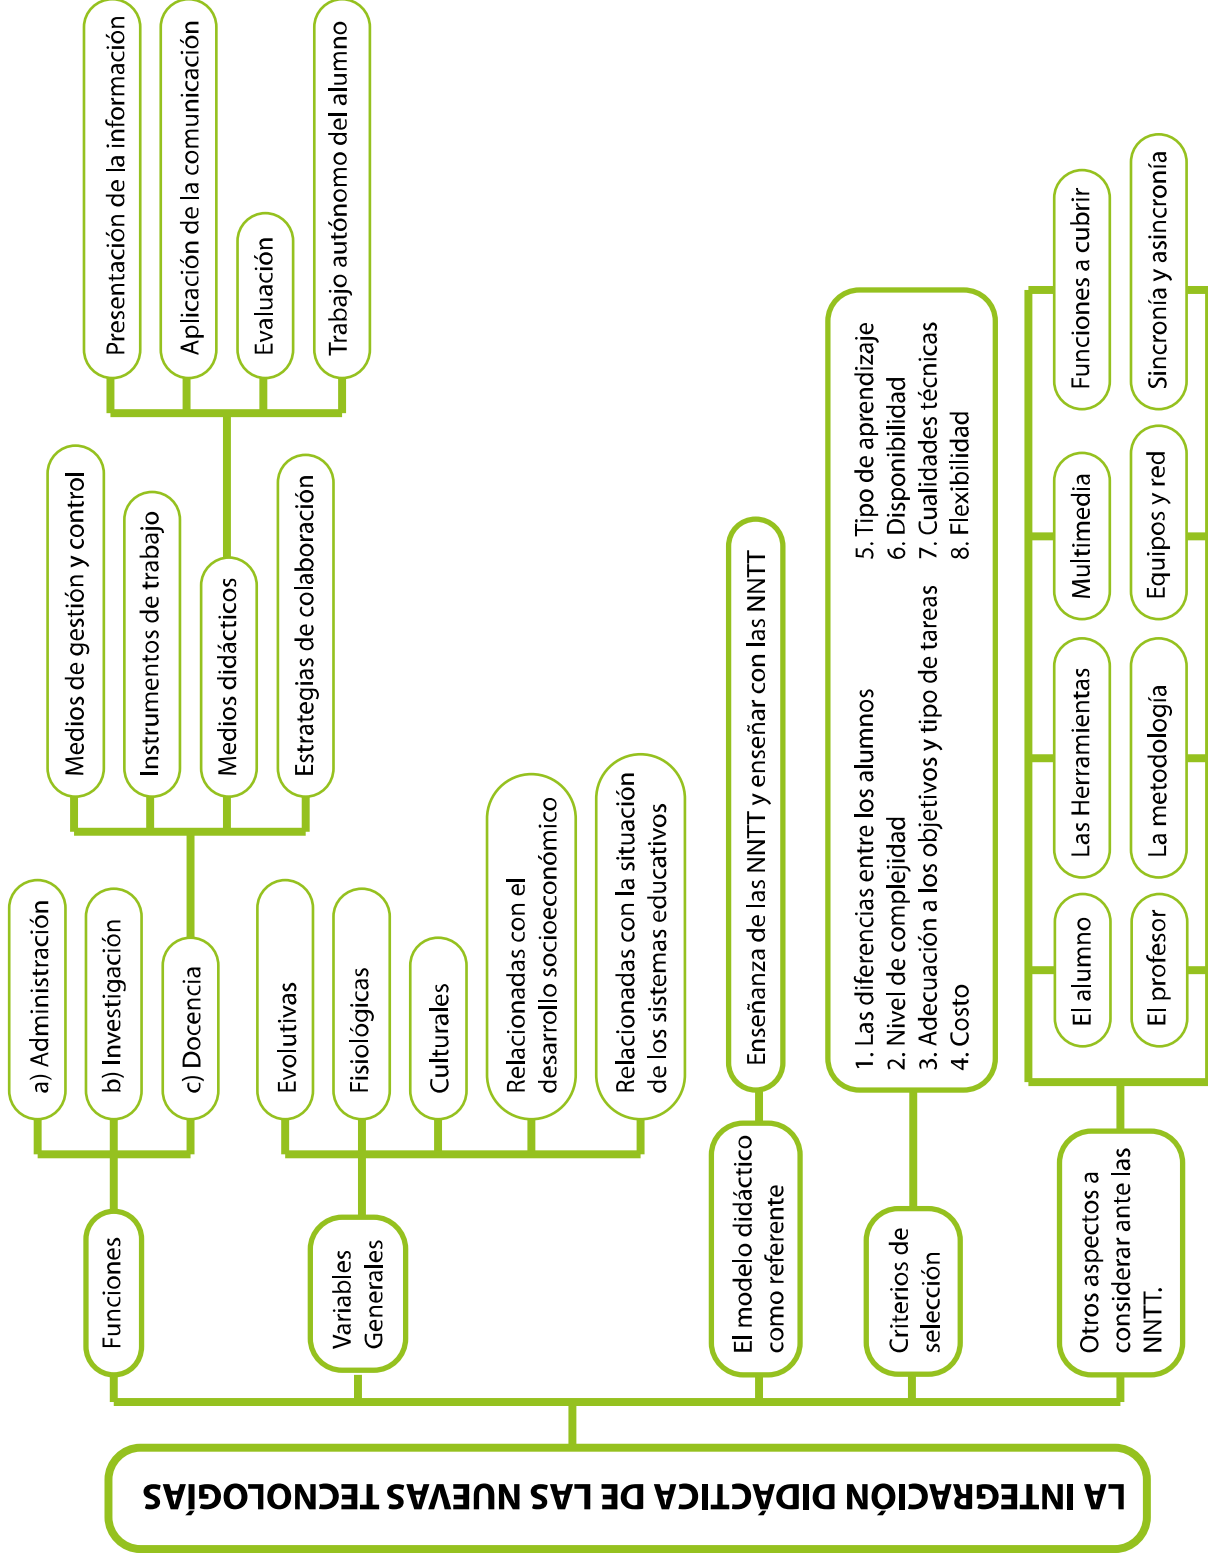 LA INTEGRACIÓN DIDÁCTICA DE LAS NUEVAS TECNOLOGÍAS
Funciones
a) Administración
b) Investigación
c) Docencia
Medios de gestión y control
Instrumentos de trabajo
Medios didácticos
Estrategias de colaboración
Presentación de la información
Aplicación de la comunicación
Evaluación
Trabajo autónomo del alumno
Variables
Generales
Evolutivas
Fisiológicas
Culturales
Relacionadas con el
desarrollo socioeconómico
Relacionadas con la situación
de los sistemas educativos
El modelo didáctico
como referente
Enseñanza de las NNTT y enseñar con las NNTT
Criterios de
selección
1. Las diferencias entre los alumnos
2. Nivel de complejidad
3. Adecuación a los objetivos y tipo de tareas
4. Costo
5. Tipo de aprendizaje
6. Disponibilidad
7. Cualidades técnicas
8. Flexibilidad
Otros aspectos a
considerar ante las
NNTT.
El alumno
Las Herramientas
Multimedia
Funciones a cubrir
El profesor
La metodología
Equipos y red
Sincronía y asincronía